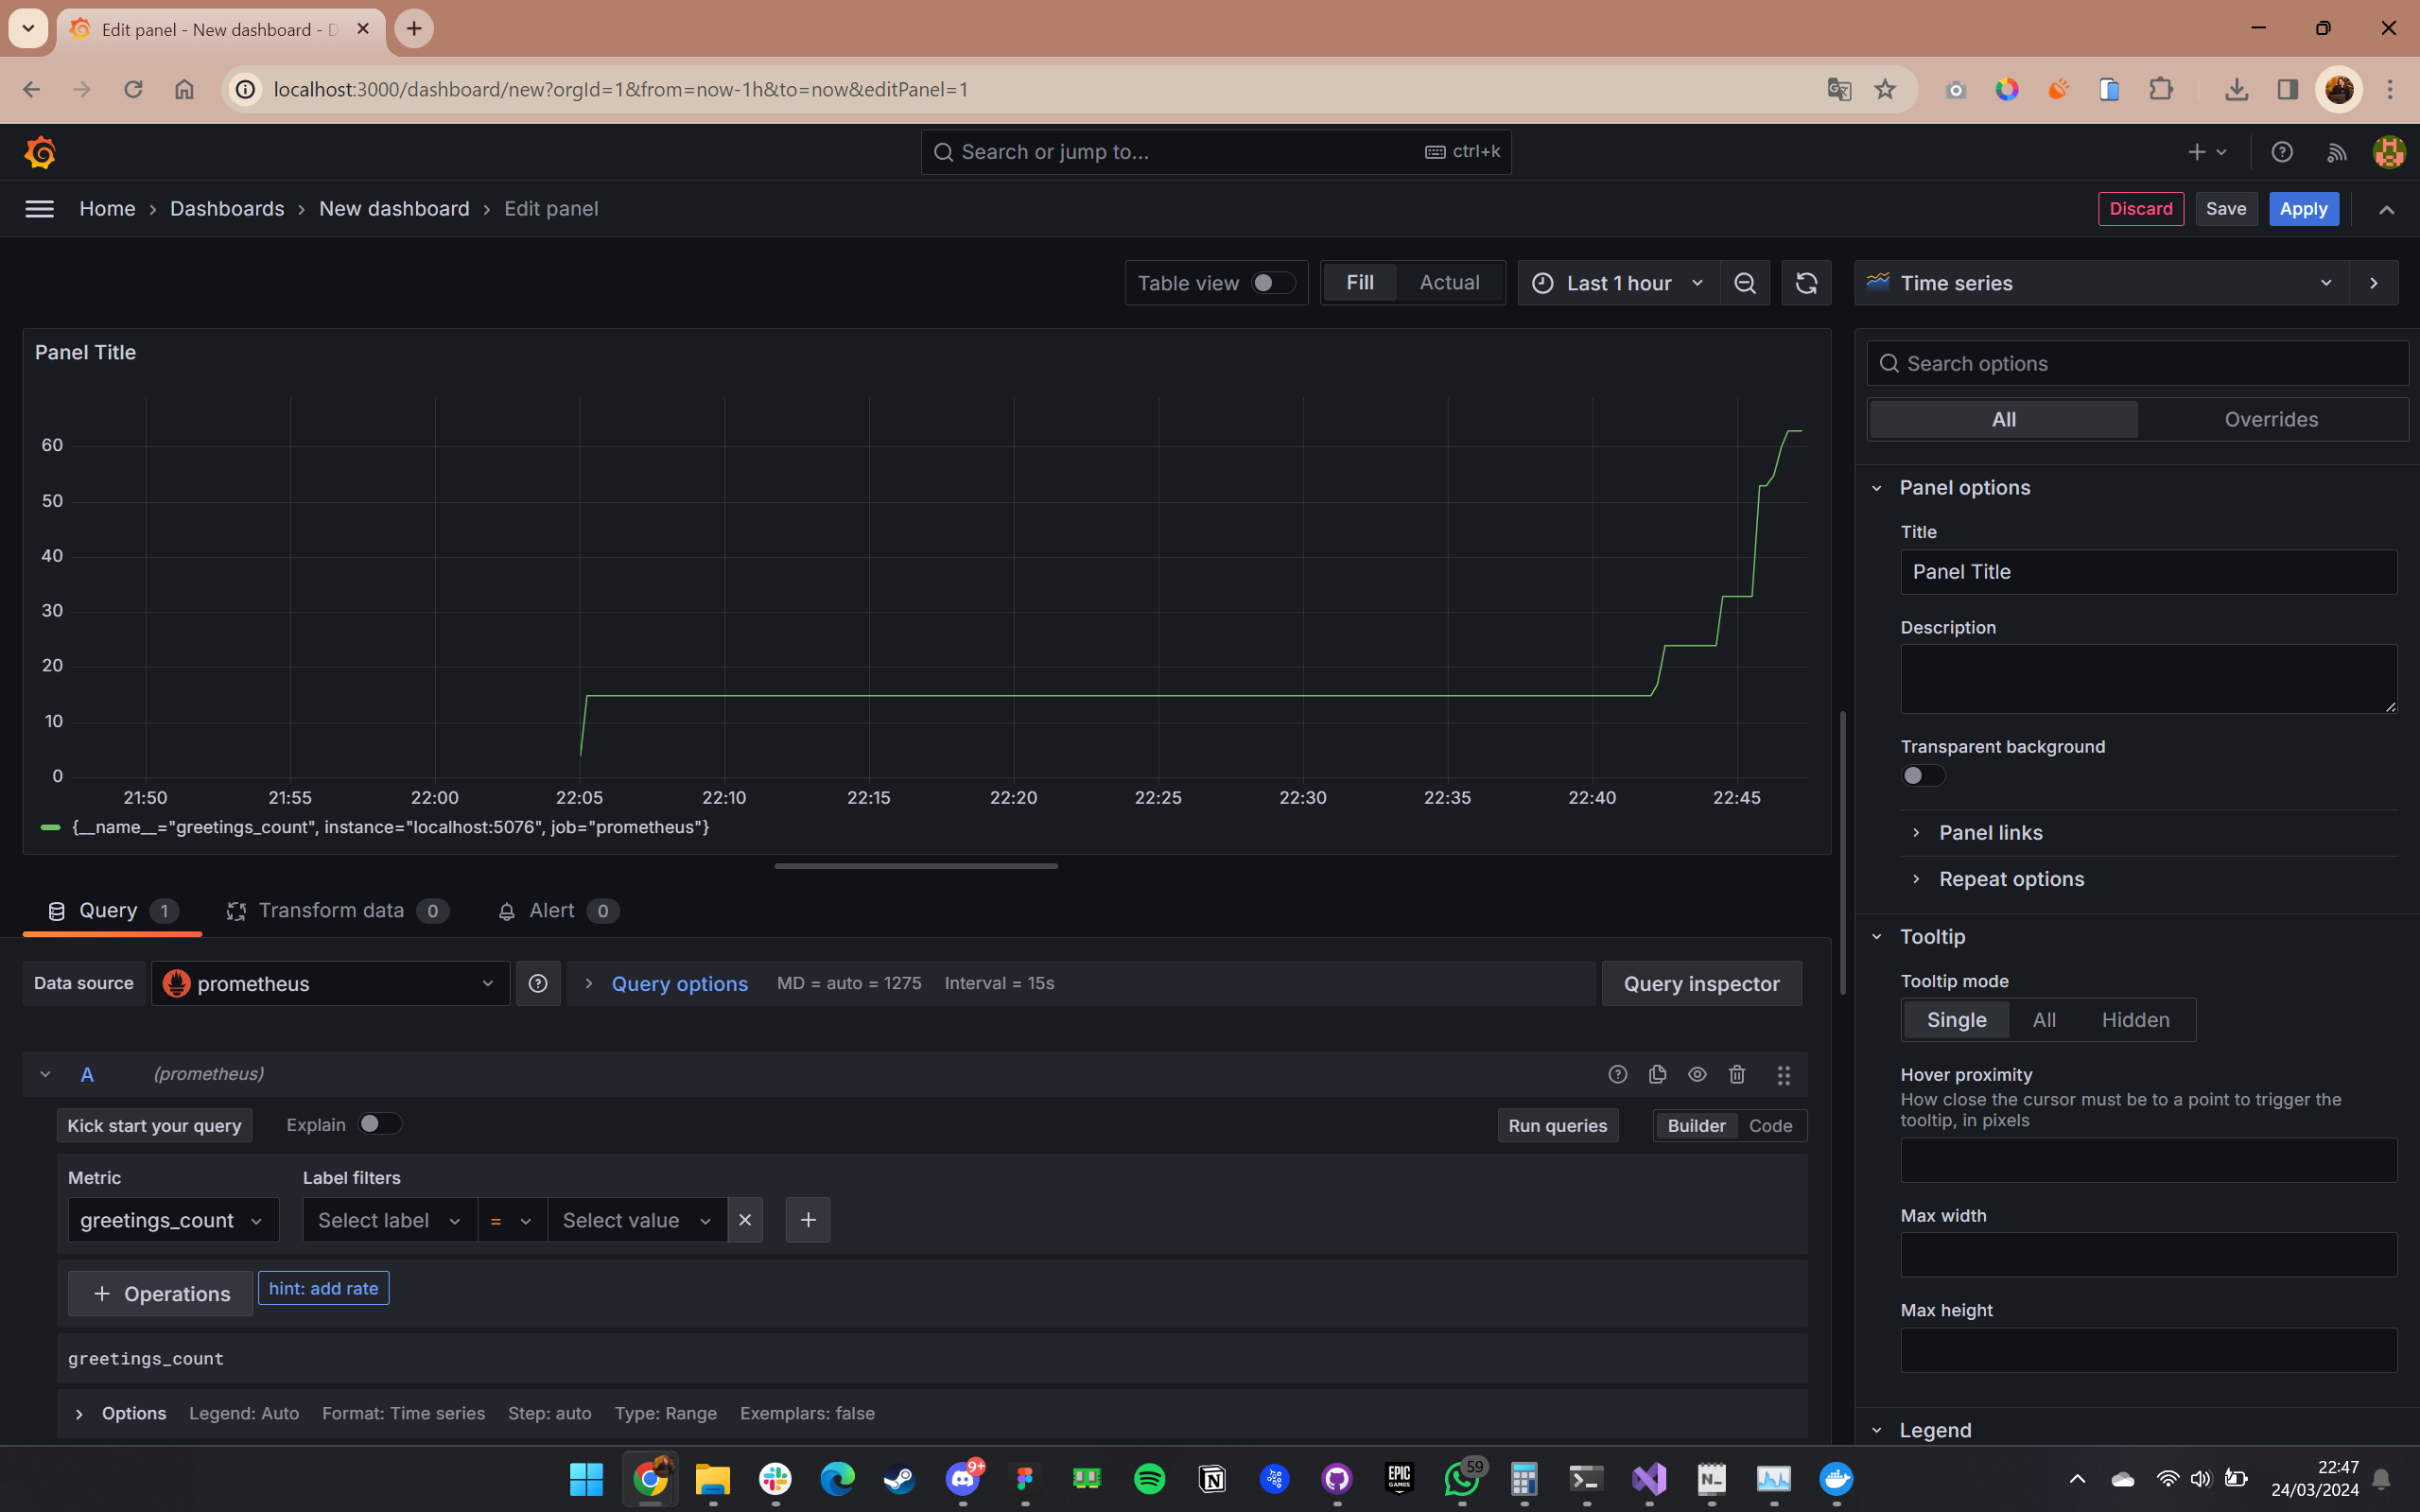 Edit panel - New dashboard - D
localhost:3000/dashboard/new?orgId=1&from=now-1h&to=now&editPanel=1
Search or jump to... ctrl+k
Home › Dashboards › New dashboard › Edit panel
Discard Save Apply
Table view Fill Actual Last 1 hour Time series
Panel Title
60
50
40
30
20
10
0
21:50 21:55 22:00 22:05 22:10 22:15 22:20 22:25 22:30 22:35 22:40 22:45
{__name__="greetings_count", instance="localhost:5076", job="prometheus"}
Query 1 Transform data 0 Alert 0
Data source prometheus Query options MD = auto = 1275 Interval = 15s Query inspector
A (prometheus)
Kick start your query Explain Run queries Builder Code
Metric Label filters
greetings_count Select label = Select value
+ Operations hint: add rate
greetings_count
Options Legend: Auto Format: Time series Step: auto Type: Range Exemplars: false
Search options
All Overrides
Panel options
Title
Panel Title
Description
Transparent background
Panel links
Repeat options
Tooltip
Tooltip mode
Single All Hidden
Hover proximity
How close the cursor must be to a point to trigger the
tooltip, in pixels
Max width
Max height
Legend
9+
EPIC
GAMES
59
22:47
24/03/2024